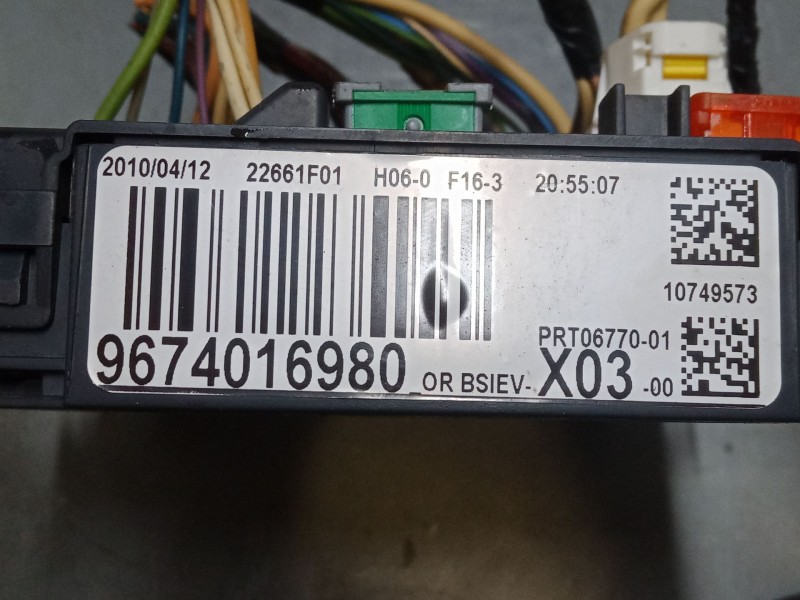 2010/04/12 22661F01 H06-0 F16-3 20:55:07
10749573
PRT06770-01
9674016980 OR BSIEV- X03 -00